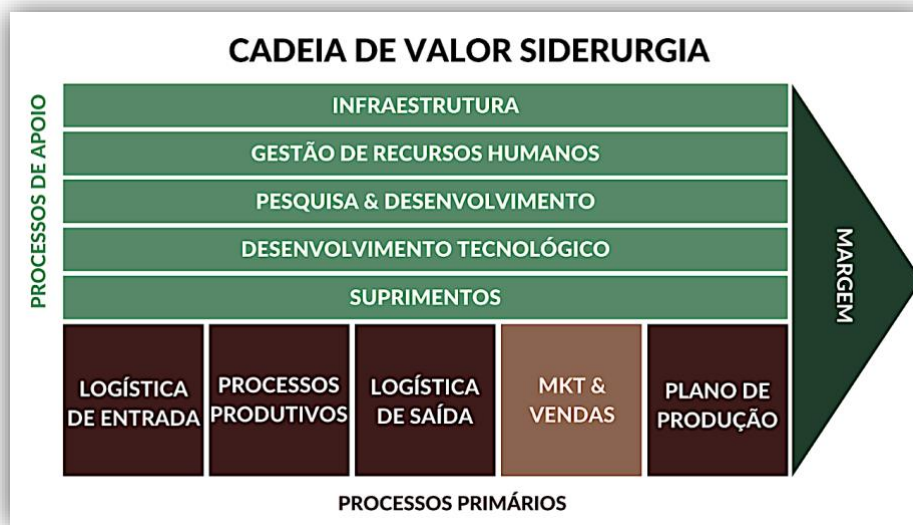 CADEIA DE VALOR SIDERURGIA
PROCESSOS DE APOIO
INFRAESTRUTURA
GESTÃO DE RECURSOS HUMANOS
PESQUISA & DESENVOLVIMENTO
DESENVOLVIMENTO TECNOLÓGICO
SUPRIMENTOS
LOGÍSTICA
DE ENTRADA
PROCESSOS
PRODUTIVOS
LOGÍSTICA
DE SAÍDA
MKT &
VENDAS
PLANO DE
PRODUÇÃO
MARGEM
PROCESSOS PRIMÁRIOS